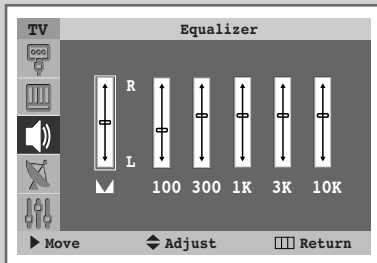 TV Equalizer
R
L
100 300 1K 3K 10K
Move Adjust Return